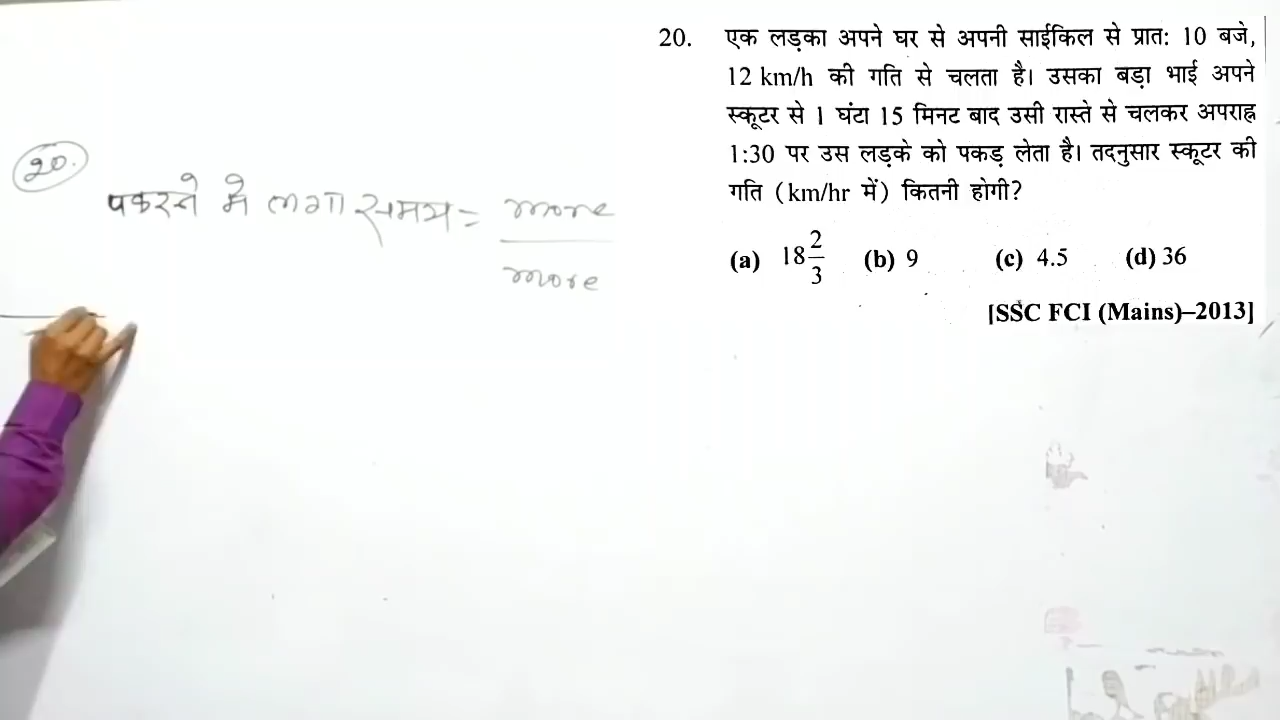 20. एक लड़का अपने घर से अपनी साईकिल से प्रात: 10 बजे,
12 km/h की गति से चलता है। उसका बड़ा भाई अपने
स्कूटर से 1 घंटा 15 मिनट बाद उसी रास्ते से चलकर अपराह्न
1:30 पर उस लड़के को पकड़ लेता है। तदनुसार स्कूटर की
गति (km/hr में) कितनी होगी?
(a) 18 2/3 (b) 9 (c) 4.5 (d) 36
[SSC FCI (Mains)–2013]
20.
पकरने मे लगा समय = more
more